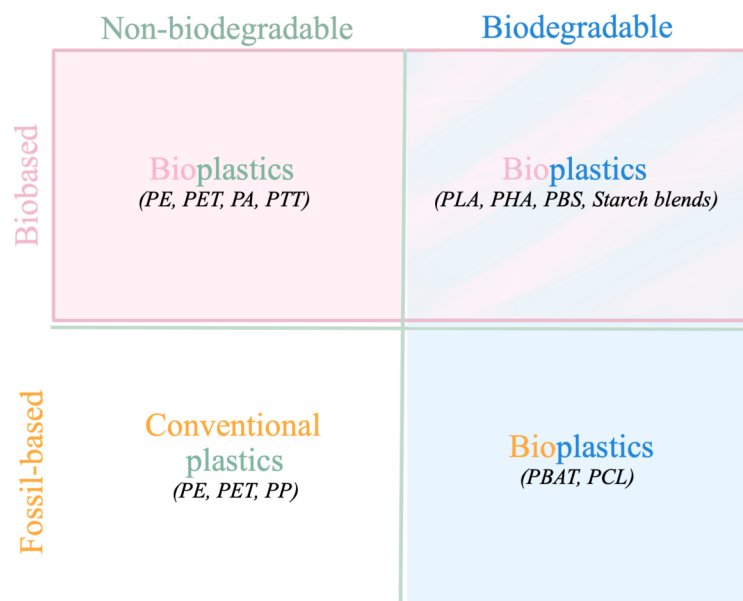 Non-biodegradable
Biodegradable
Biobased
Bioplastics
(PE, PET, PA, PTT)
Bioplastics
(PLA, PHA, PBS, Starch blends)
Fossil-based
Conventional
plastics
(PE, PET, PP)
Bioplastics
(PBAT, PCL)